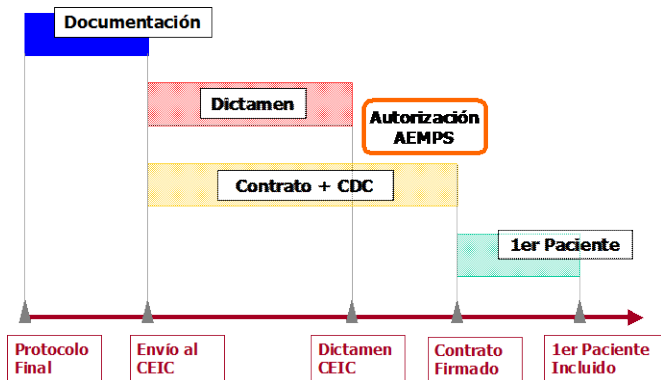 Documentación
Dictamen
Autorización
AEMPS
Contrato + CDC
1er Paciente
Protocolo
Final
Envío al
CEIC
Dictamen
CEIC
Contrato
Firmado
1er Paciente
Incluido